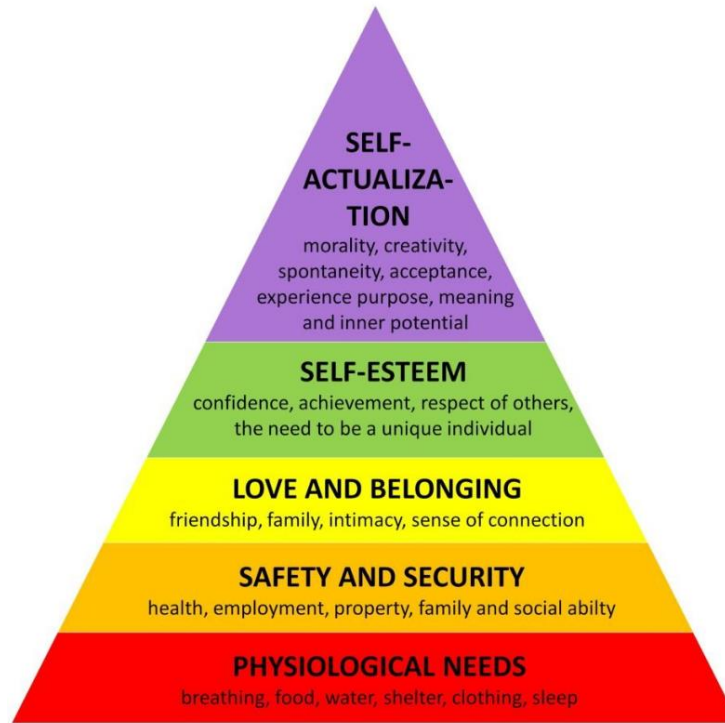 SELF-
ACTUALIZA-
TION
morality, creativity,
spontaneity, acceptance,
experience purpose, meaning
and inner potential
SELF-ESTEEM
confidence, achievement, respect of others,
the need to be a unique individual
LOVE AND BELONGING
friendship, family, intimacy, sense of connection
SAFETY AND SECURITY
health, employment, property, family and social abilty
PHYSIOLOGICAL NEEDS
breathing, food, water, shelter, clothing, sleep